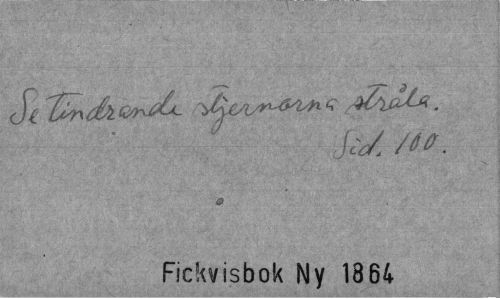 Se tindrande stjernorna stråla.
Sid. 100.
Fickvisbok Ny 1864